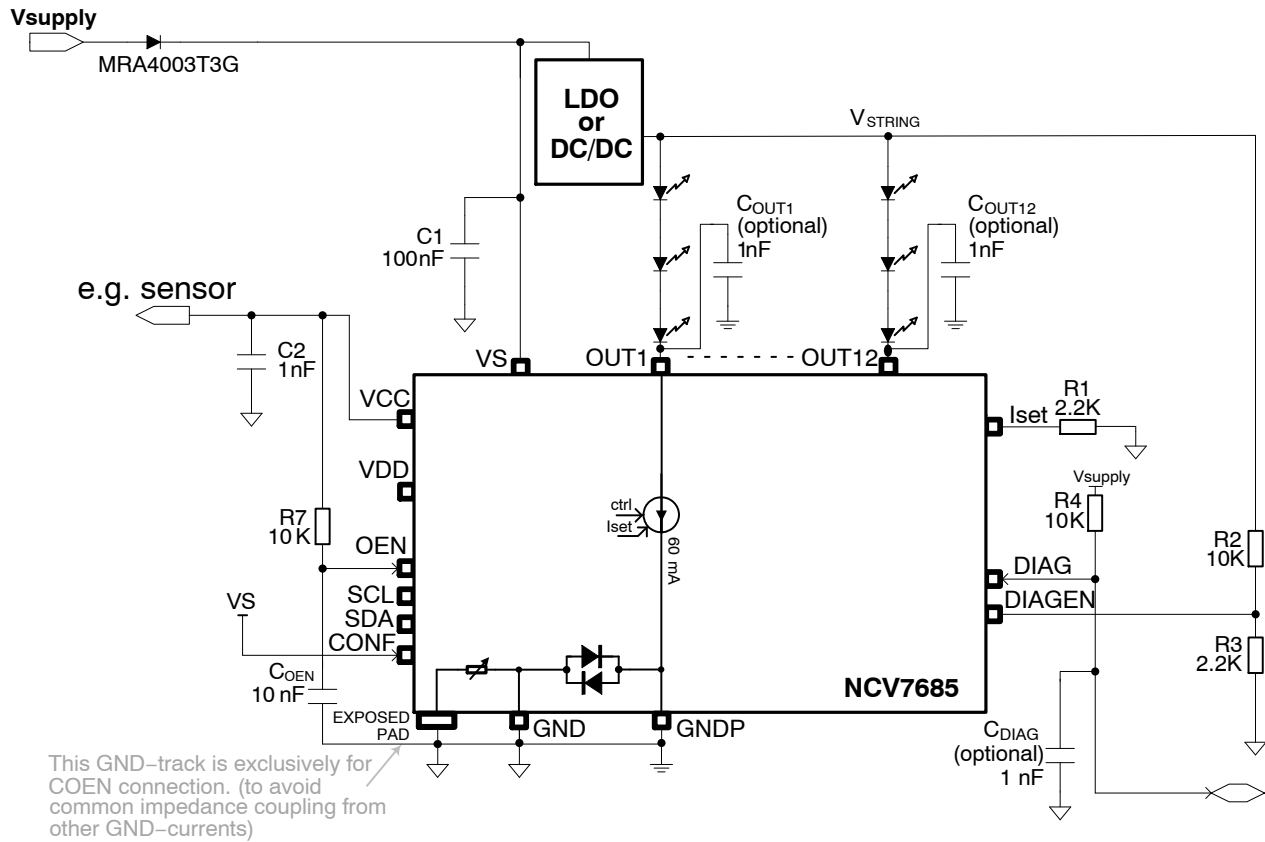 Vsupply
MRA4003T3G
LDO
or
DC/DC
VSTRING
COUT1
(optional)
1nF
COUT12
(optional)
1nF
C1
100nF
e.g. sensor
C2
1nF
VS
OUT1
- - - - - - - -
OUT12
VCC
Iset
R1
2.2K
VDD
Vsupply
R4
10K
R7
10 K
ctrl
Iset
60 mA
OEN
R2
10K
DIAG
SCL
VS
DIAGEN
SDA
CONF
R3
2.2K
COEN
10 nF
NCV7685
EXPOSED
PAD
GND
GNDP
CDIAG
(optional)
1 nF
This GND−track is exclusively for
COEN connection. (to avoid
common impedance coupling from
other GND−currents)